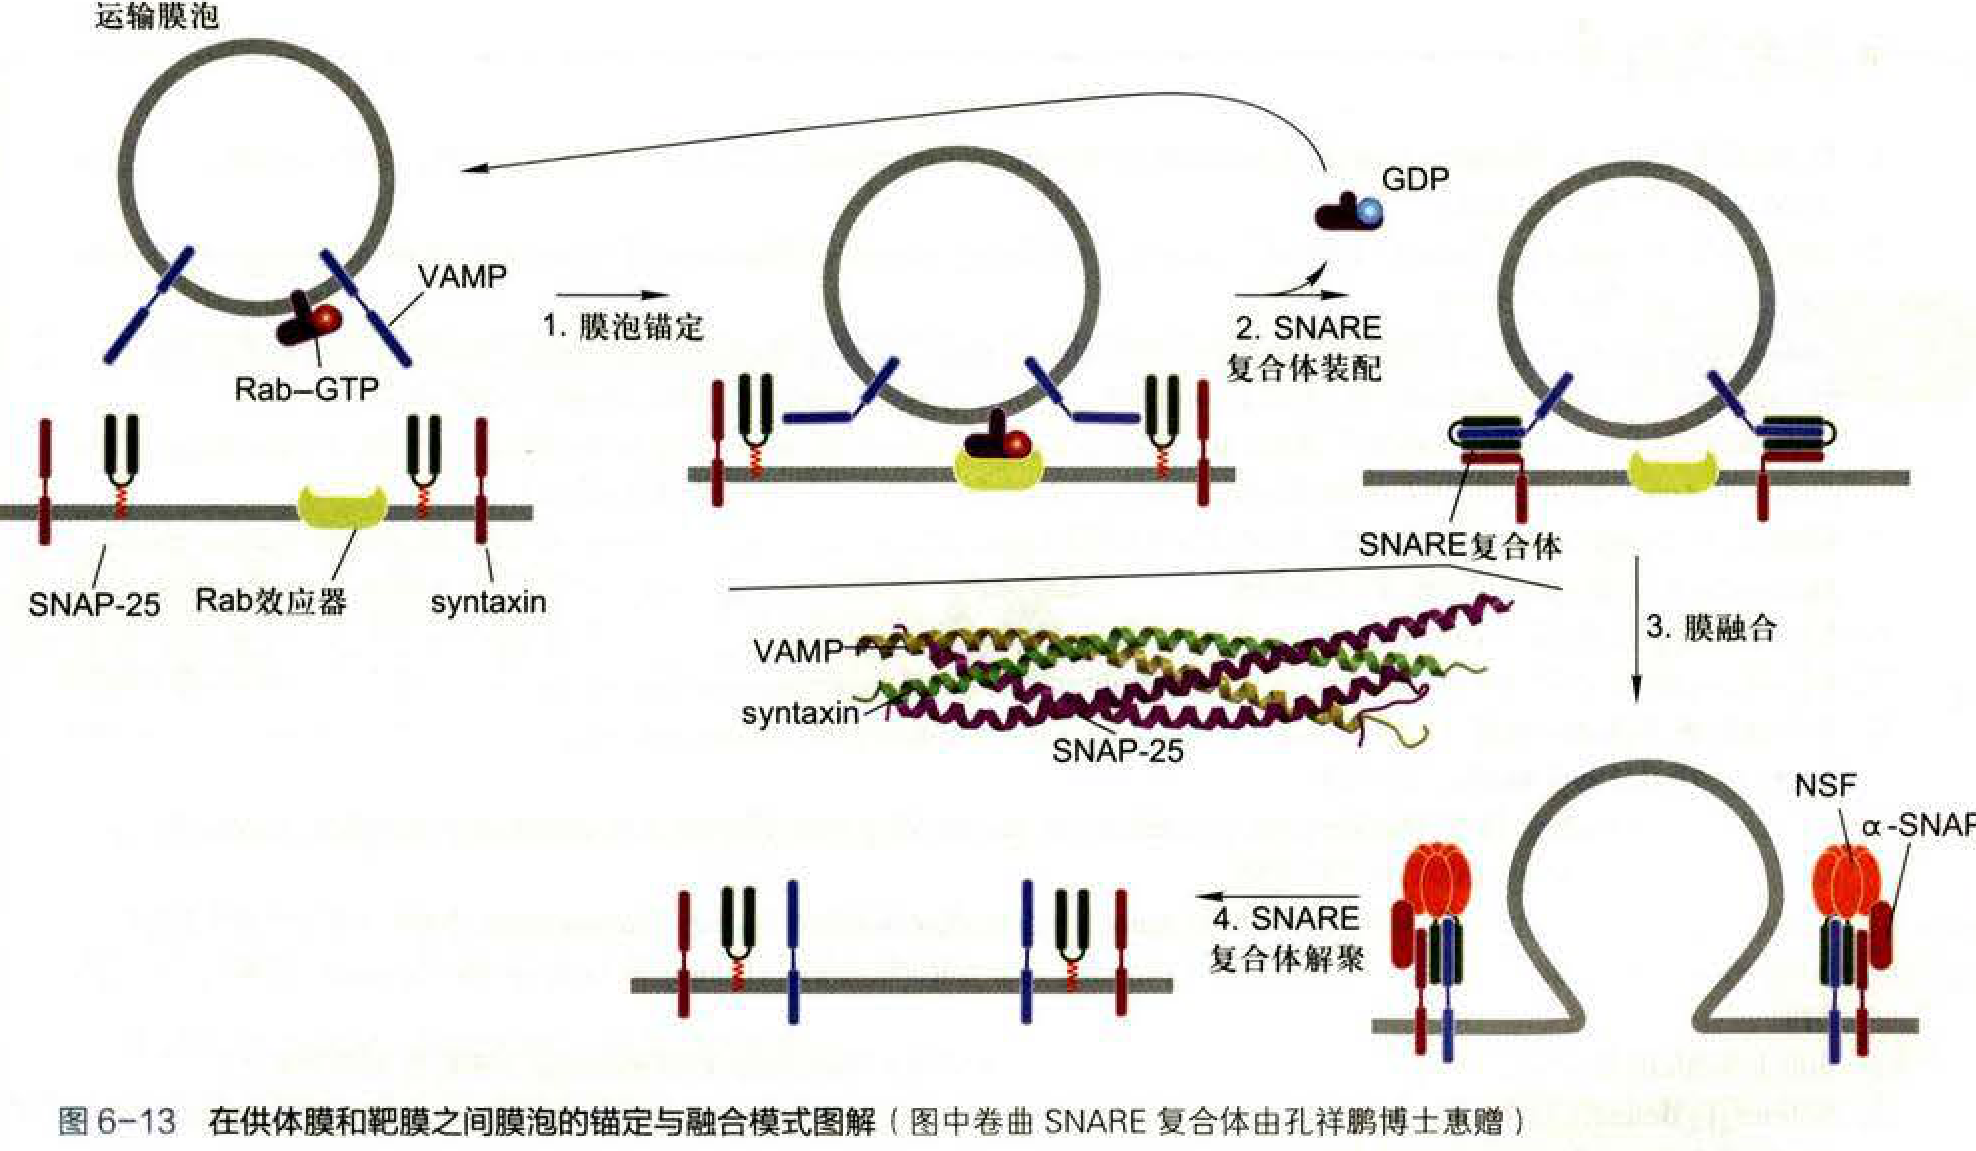 运输膜泡
GDP
VAMP
1. 膜泡锚定
2. SNARE
复合体装配
Rab–GTP
SNARE复合体
SNAP-25
Rab效应器
syntaxin
3. 膜融合
VAMP
syntaxin
SNAP-25
NSF
α-SNAP
4. SNARE
复合体解聚
图 6–13 在供体膜和靶膜之间膜泡的锚定与融合模式图解（图中卷曲 SNARE 复合体由孔祥鹏博士惠赠）